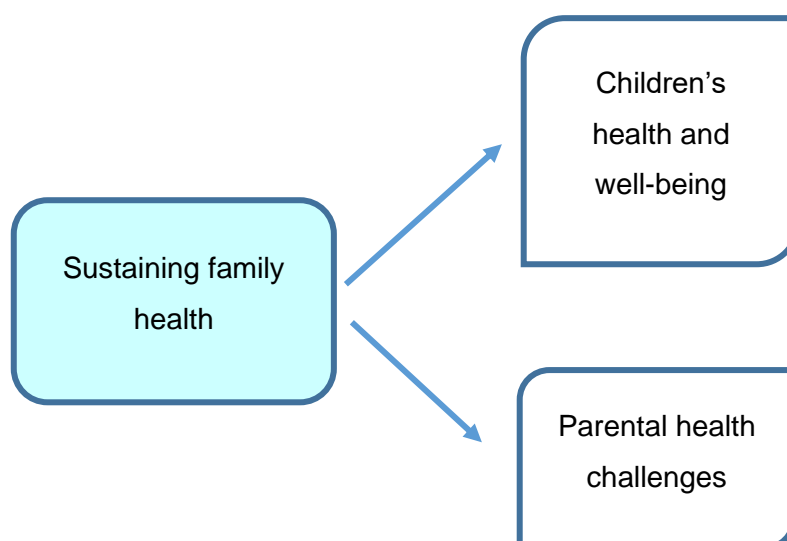 Children’s
health and
well-being
Sustaining family
health
Parental health
challenges